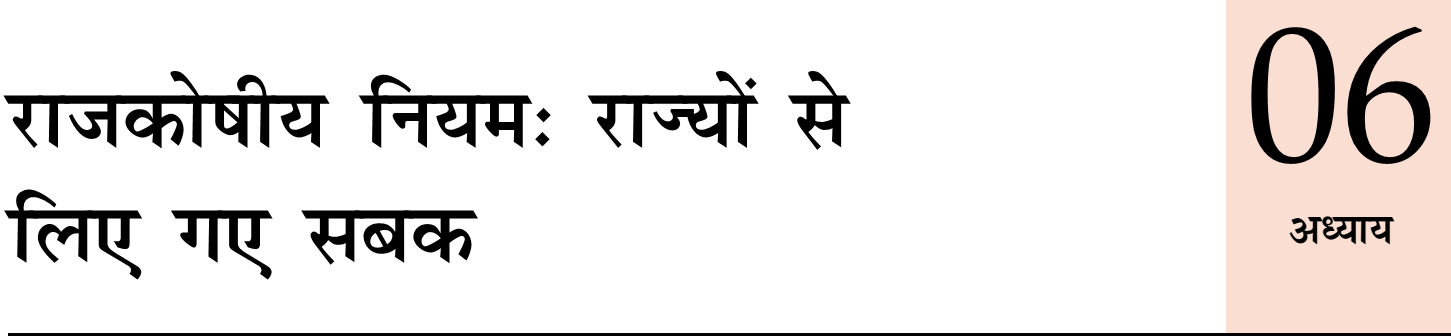 राजकोषीय नियमः राज्यों से
लिए गए सबक
06
अध्याय